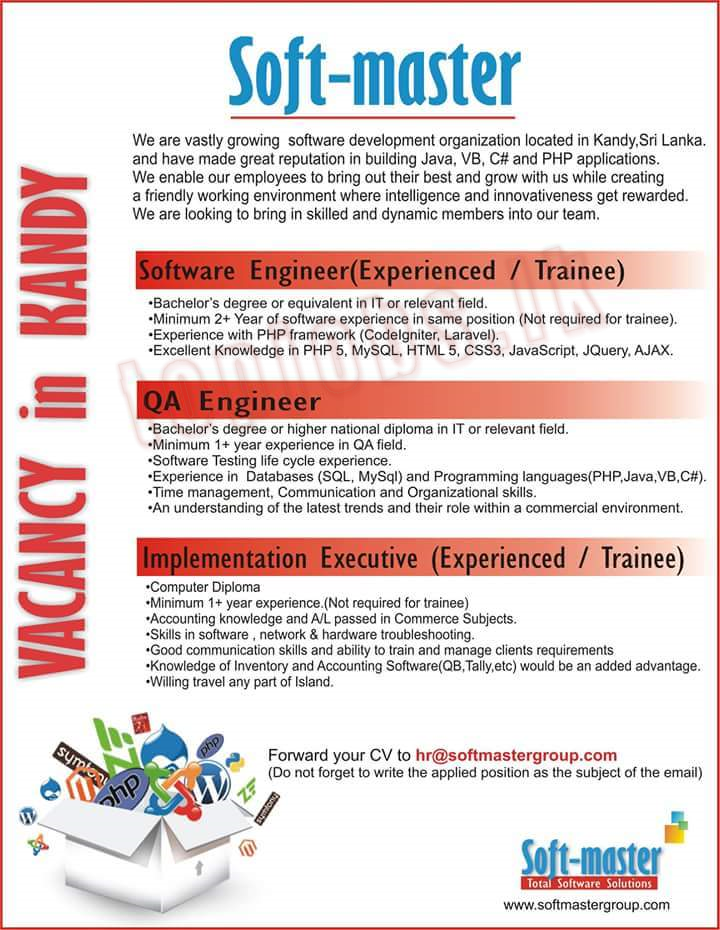 Soft-master
VACANCY in KANDY
We are vastly growing software development organization located in Kandy,Sri Lanka.
and have made great reputation in building Java, VB, C# and PHP applications.
We enable our employees to bring out their best and grow with us while creating
a friendly working environment where intelligence and innovativeness get rewarded.
We are looking to bring in skilled and dynamic members into our team.
Software Engineer(Experienced / Trainee)
•Bachelor's degree or equivalent in IT or relevant field.
•Minimum 2+ Year of software experience in same position (Not required for trainee).
•Experience with PHP framework (CodeIgniter, Laravel).
•Excellent Knowledge in PHP 5, MySQL, HTML 5, CSS3, JavaScript, JQuery, AJAX.
topjobs.lk
QA Engineer
•Bachelor's degree or higher national diploma in IT or relevant field.
•Minimum 1+ year experience in QA field.
•Software Testing life cycle experience.
•Experience in Databases (SQL, MySql) and Programming languages(PHP,Java,VB,C#).
•Time management, Communication and Organizational skills.
•An understanding of the latest trends and their role within a commercial environment.
Implementation Executive (Experienced / Trainee)
•Computer Diploma
•Minimum 1+ year experience.(Not required for trainee)
•Accounting knowledge and A/L passed in Commerce Subjects.
•Skills in software , network & hardware troubleshooting.
•Good communication skills and ability to train and manage clients requirements
•Knowledge of Inventory and Accounting Software(QB,Tally,etc) would be an added advantage.
•Willing travel any part of Island.
symfony
php
php
symfony
Forward your CV to hr@softmastergroup.com
(Do not forget to write the applied position as the subject of the email)
Soft-master
Total Software Solutions
www.softmastergroup.com